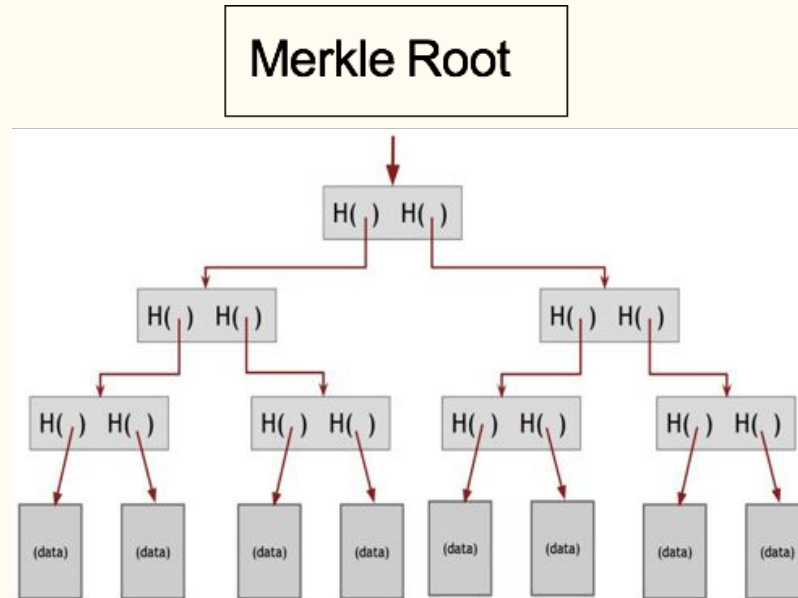 Merkle Root
H( ) H( )
H( ) H( )
H( ) H( )
H( ) H( )
H( ) H( )
H( ) H( )
H( ) H( )
(data)
(data)
(data)
(data)
(data)
(data)
(data)
(data)